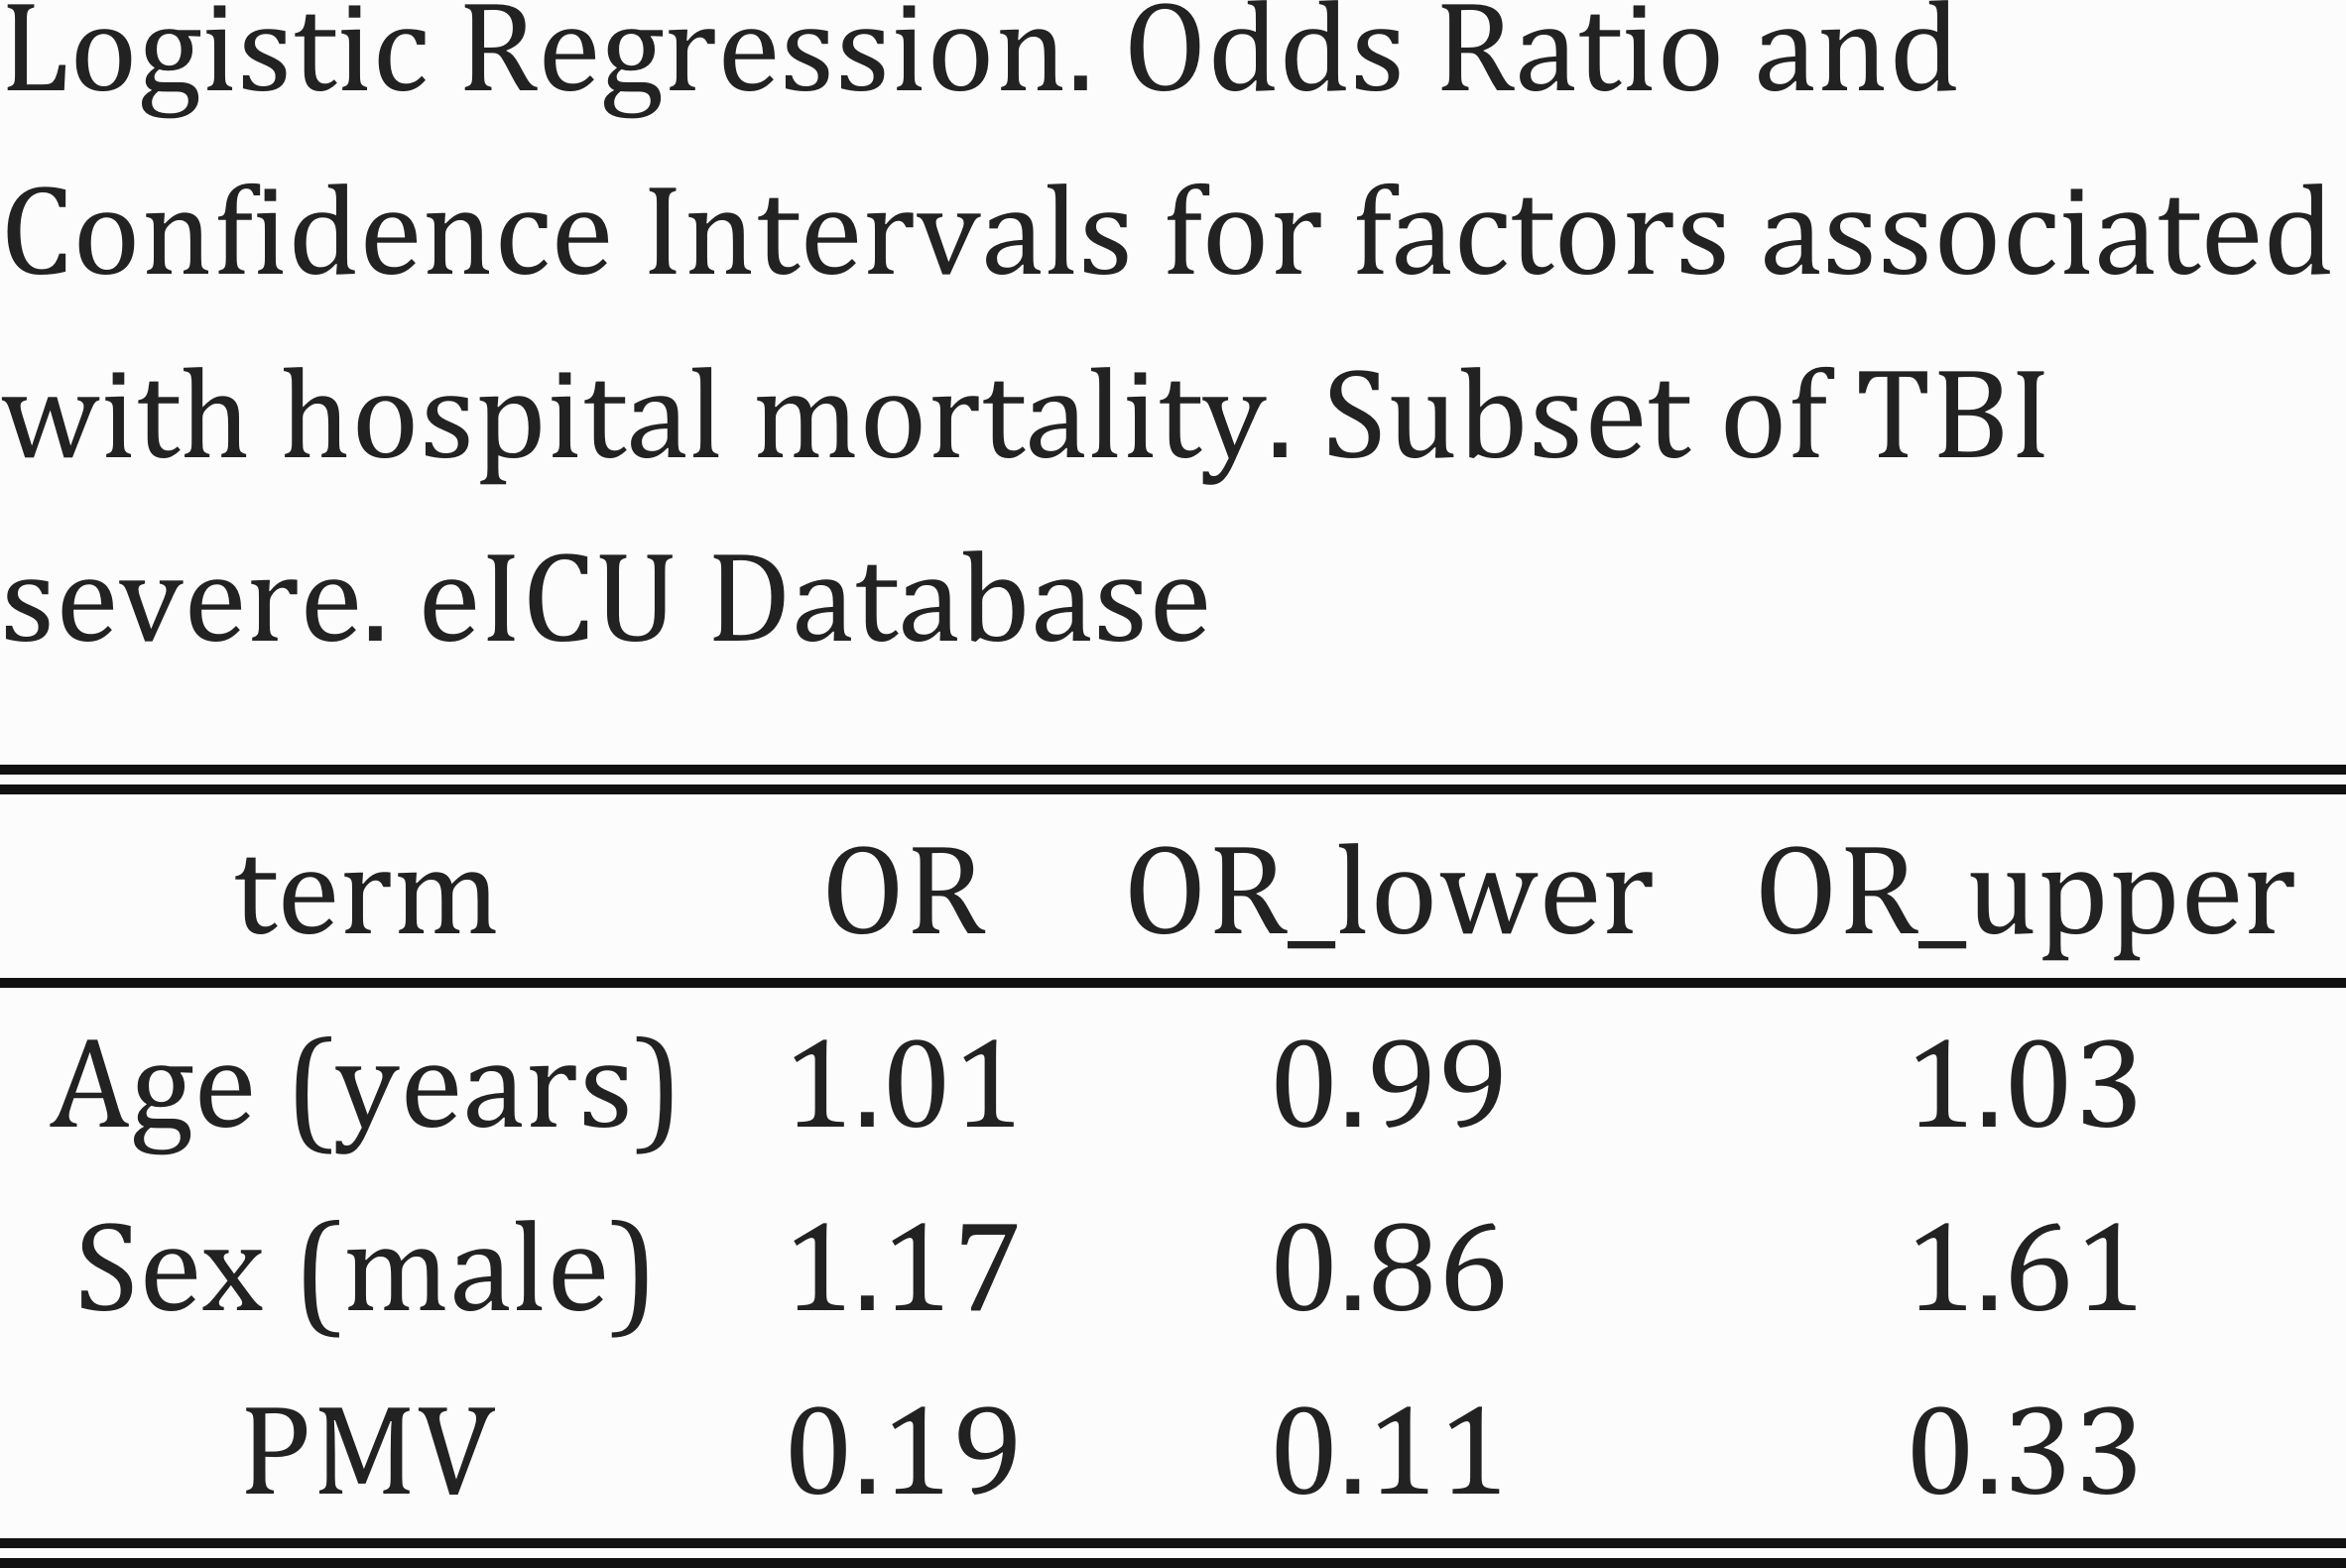 Logistic Regression. Odds Ratio and
Confidence Intervals for factors associated
with hospital mortality. Subset of TBI
severe. eICU Database
term OR OR_lower OR_upper
Age (years) 1.01 0.99 1.03
Sex (male) 1.17 0.86 1.61
PMV 0.19 0.11 0.33